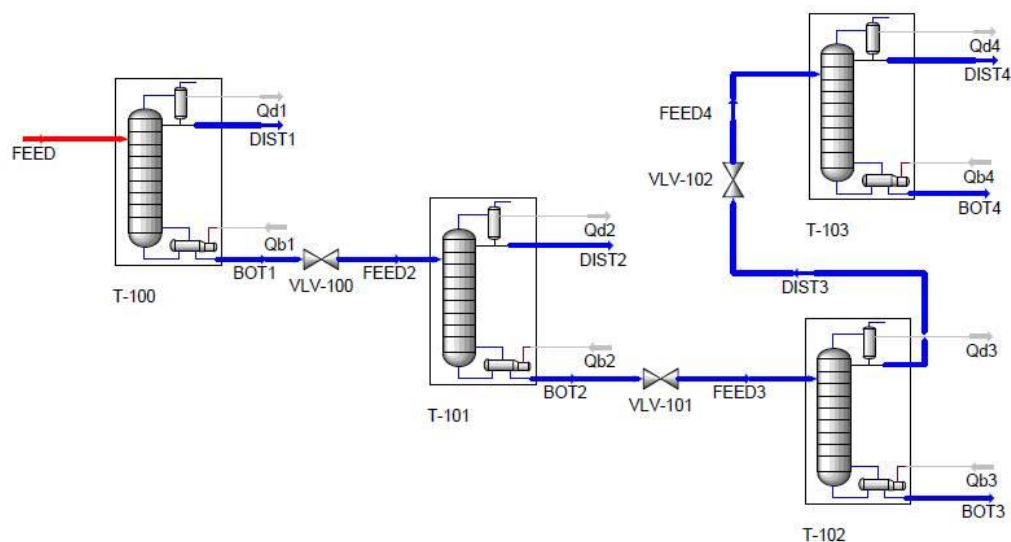 Qd4
DIST4
FEED4
VLV-102
Qb4
BOT4
T-103
Qd1
DIST1
FEED
Qb1
BOT1
VLV-100
FEED2
T-100
Qd2
DIST2
DIST3
Qd3
Qb2
BOT2
VLV-101
FEED3
T-101
Qb3
BOT3
T-102